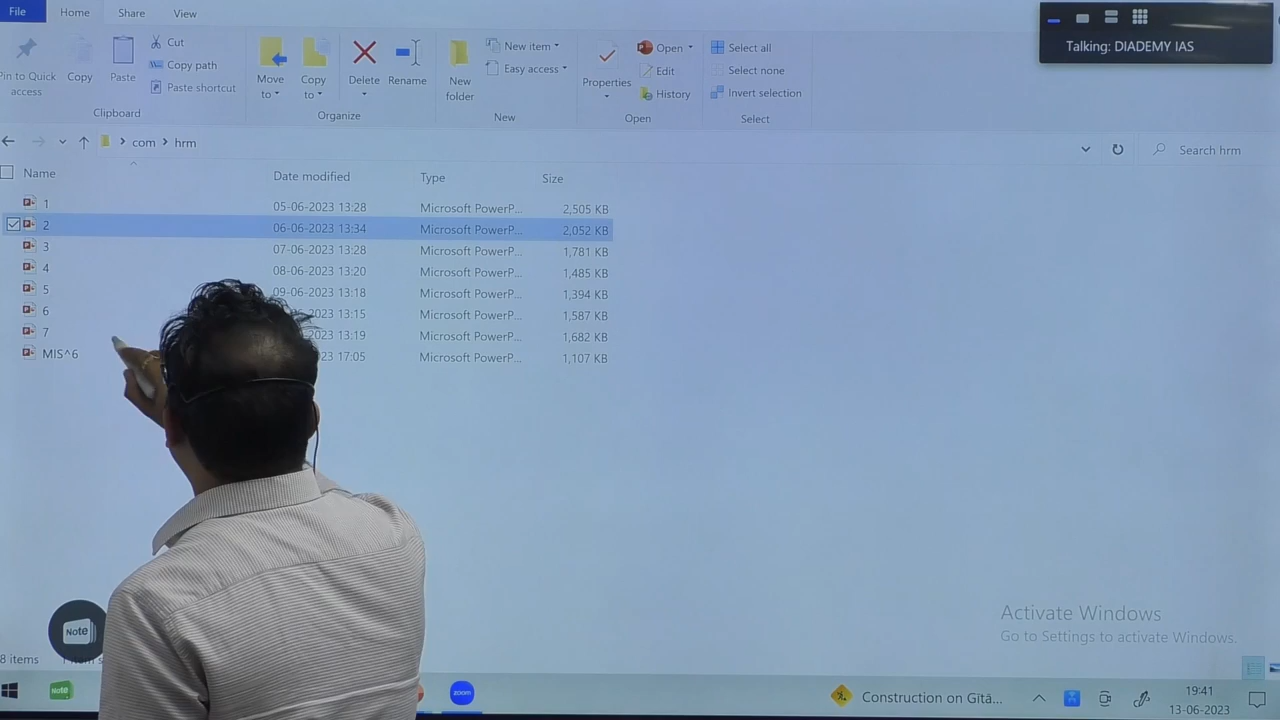 File Home Share View
Talking: DIADEMY IAS
Pin to Quick access
Copy
Paste
Cut
Copy path
Paste shortcut
Clipboard
Move to
Copy to
Delete
Rename
Organize
New folder
New item
Easy access
New
Properties
Open
Edit
History
Open
Select all
Select none
Invert selection
Select
com hrm
Search hrm
Name Date modified Type Size
1 05-06-2023 13:28 Microsoft PowerP... 2,505 KB
2 06-06-2023 13:34 Microsoft PowerP... 2,052 KB
3 07-06-2023 13:28 Microsoft PowerP... 1,781 KB
4 08-06-2023 13:20 Microsoft PowerP... 1,485 KB
5 09-06-2023 13:18 Microsoft PowerP... 1,394 KB
6 2023 13:15 Microsoft PowerP... 1,587 KB
7 2023 13:19 Microsoft PowerP... 1,682 KB
MIS^6 17:05 Microsoft PowerP... 1,107 KB
Activate Windows
Go to Settings to activate Windows.
Note
8 items
Note
zoom
Construction on Gītā...
19:41
13-06-2023